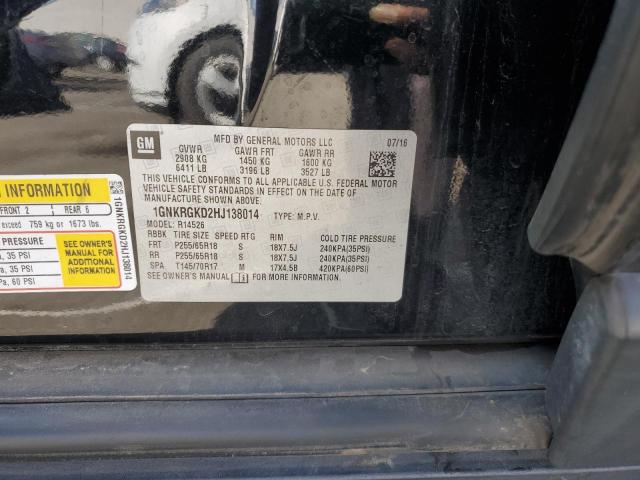 GM
MFD BY GENERAL MOTORS LLC 07/16
GVWR GAWR FRT GAWR RR
2908 KG 1450 KG 1600 KG
6411 LB 3196 LB 3527 LB
THIS VEHICLE CONFORMS TO ALL APPLICABLE U.S. FEDERAL MOTOR
VEHICLE SAFETY STANDARDS IN EFFECT ON THE DATE OF
MANUFACTURE SHOWN ABOVE.
1GNKRGKD2HJ138014 TYPE: M.P.V.
MODEL: R14526
RBBK TIRE SIZE SPEED RTG RIM COLD TIRE PRESSURE
FRT P255/65R18 S 18X7.5J 240KPA(35PSI)
RR P255/65R18 S 18X7.5J 240KPA(35PSI)
SPA T145/70R17 M 17X4.5B 420KPA(60PSI)
SEE OWNER'S MANUAL FOR MORE INFORMATION.
INFORMATION
FRONT 2 REAR 6
exceed 759 kg or 1673 lbs.
35 PSI
35 PSI
60 PSI
SEE OWNER'S
MANUAL FOR
ADDITIONAL
INFORMATION
1GNKRGKD2HJ138014